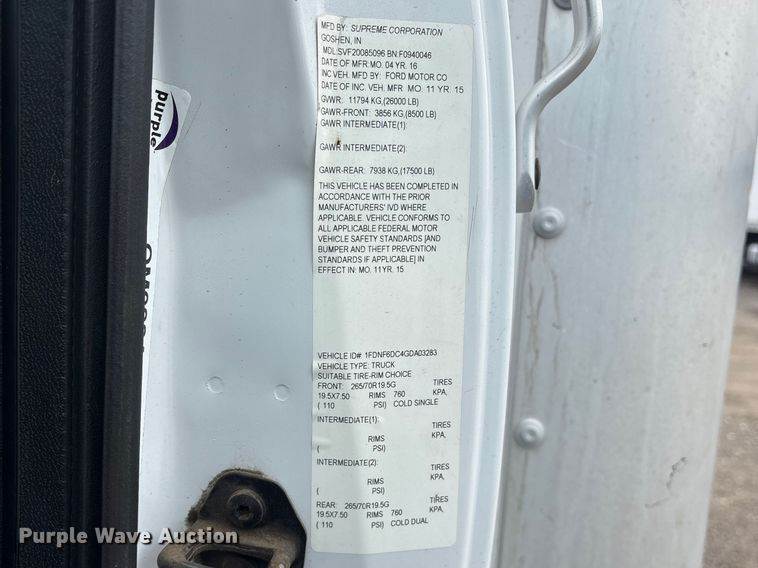 MFD BY: SUPREME CORPORATION
GOSHEN, IN
MDL:SVF20085096 BN:F0940046
DATE OF MFR:MO. 04 YR. 16
INC VEH. MFD BY: FORD MOTOR CO
DATE OF INC. VEH. MFR MO. 11 YR. 15
GVWR: 11794 KG,(26000 LB)
GAWR-FRONT: 3856 KG,(8500 LB)
GAWR INTERMEDIATE(1):
GAWR INTERMEDIATE(2):
GAWR-REAR: 7938 KG,(17500 LB)
THIS VEHICLE HAS BEEN COMPLETED IN
ACCORDANCE WITH THE PRIOR
MANUFACTURERS' IVD WHERE
APPLICABLE. VEHICLE CONFORMS TO
ALL APPLICABLE FEDERAL MOTOR
VEHICLE SAFETY STANDARDS [AND
BUMPER AND THEFT PREVENTION
STANDARDS IF APPLICABLE] IN
EFFECT IN: MO. 11 YR. 15
VEHICLE ID# 1FDNF6DC4GDA03283
VEHICLE TYPE: TRUCK
SUITABLE TIRE-RIM CHOICE
FRONT: 265/70R19.5G TIRES
19.5X7.50 RIMS 760 KPA,
( 110 PSI) COLD SINGLE
INTERMEDIATE(1): TIRES
RIMS KPA,
( PSI)
INTERMEDIATE(2):
TIRES
RIMS KPA,
( PSI)
REAR: 265/70R19.5G TIRES
19.5X7.50 RIMS 760 KPA,
( 110 PSI) COLD DUAL
purple
Purple Wave Auction